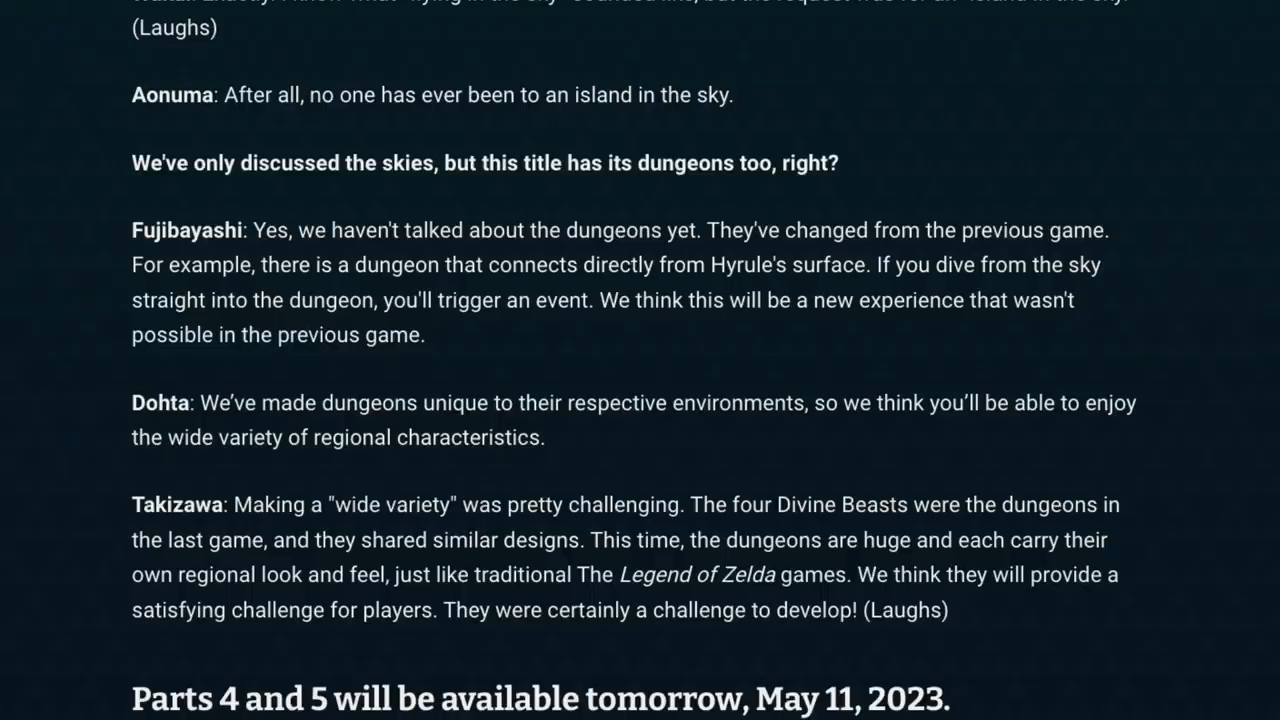 (Laughs)
Aonuma: After all, no one has ever been to an island in the sky.
We've only discussed the skies, but this title has its dungeons too, right?
Fujibayashi: Yes, we haven't talked about the dungeons yet. They've changed from the previous game.
For example, there is a dungeon that connects directly from Hyrule's surface. If you dive from the sky
straight into the dungeon, you'll trigger an event. We think this will be a new experience that wasn't
possible in the previous game.
Dohta: We’ve made dungeons unique to their respective environments, so we think you’ll be able to enjoy
the wide variety of regional characteristics.
Takizawa: Making a "wide variety" was pretty challenging. The four Divine Beasts were the dungeons in
the last game, and they shared similar designs. This time, the dungeons are huge and each carry their
own regional look and feel, just like traditional The Legend of Zelda games. We think they will provide a
satisfying challenge for players. They were certainly a challenge to develop! (Laughs)
Parts 4 and 5 will be available tomorrow, May 11, 2023.